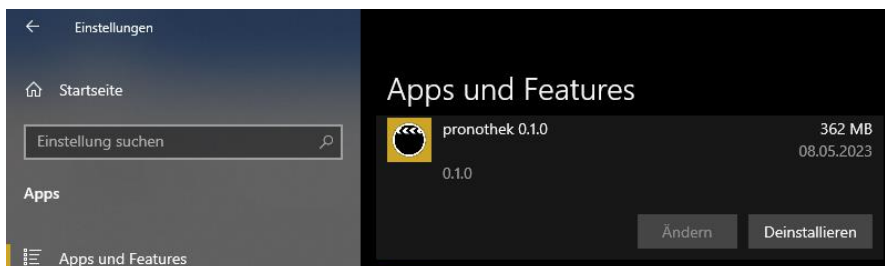 Einstellungen
Startseite
Einstellung suchen
Apps
Apps und Features
Apps und Features
pronothek 0.1.0
362 MB
08.05.2023
0.1.0
Ändern
Deinstallieren